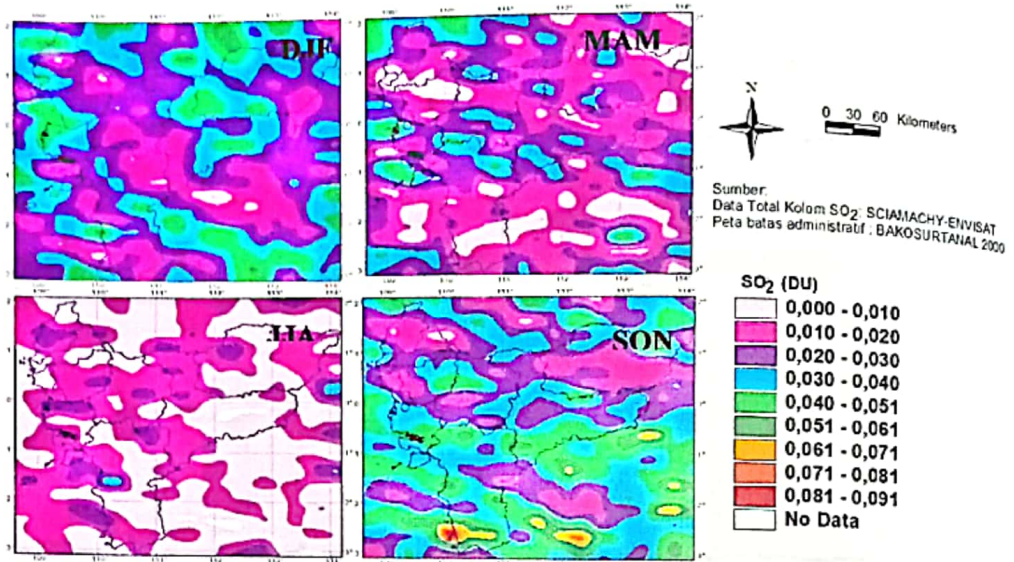 DJF
MAM
JJA
SON
N
0 30 60 Kilometers
Sumber:
Data Total Kolom SO2: SCIAMACHY-ENVISAT
Peta batas administratif : BAKOSURTANAL 2000
SO2 (DU)
0,000 - 0,010
0,010 - 0,020
0,020 - 0,030
0,030 - 0,040
0,040 - 0,051
0,051 - 0,061
0,061 - 0,071
0,071 - 0,081
0,081 - 0,091
No Data